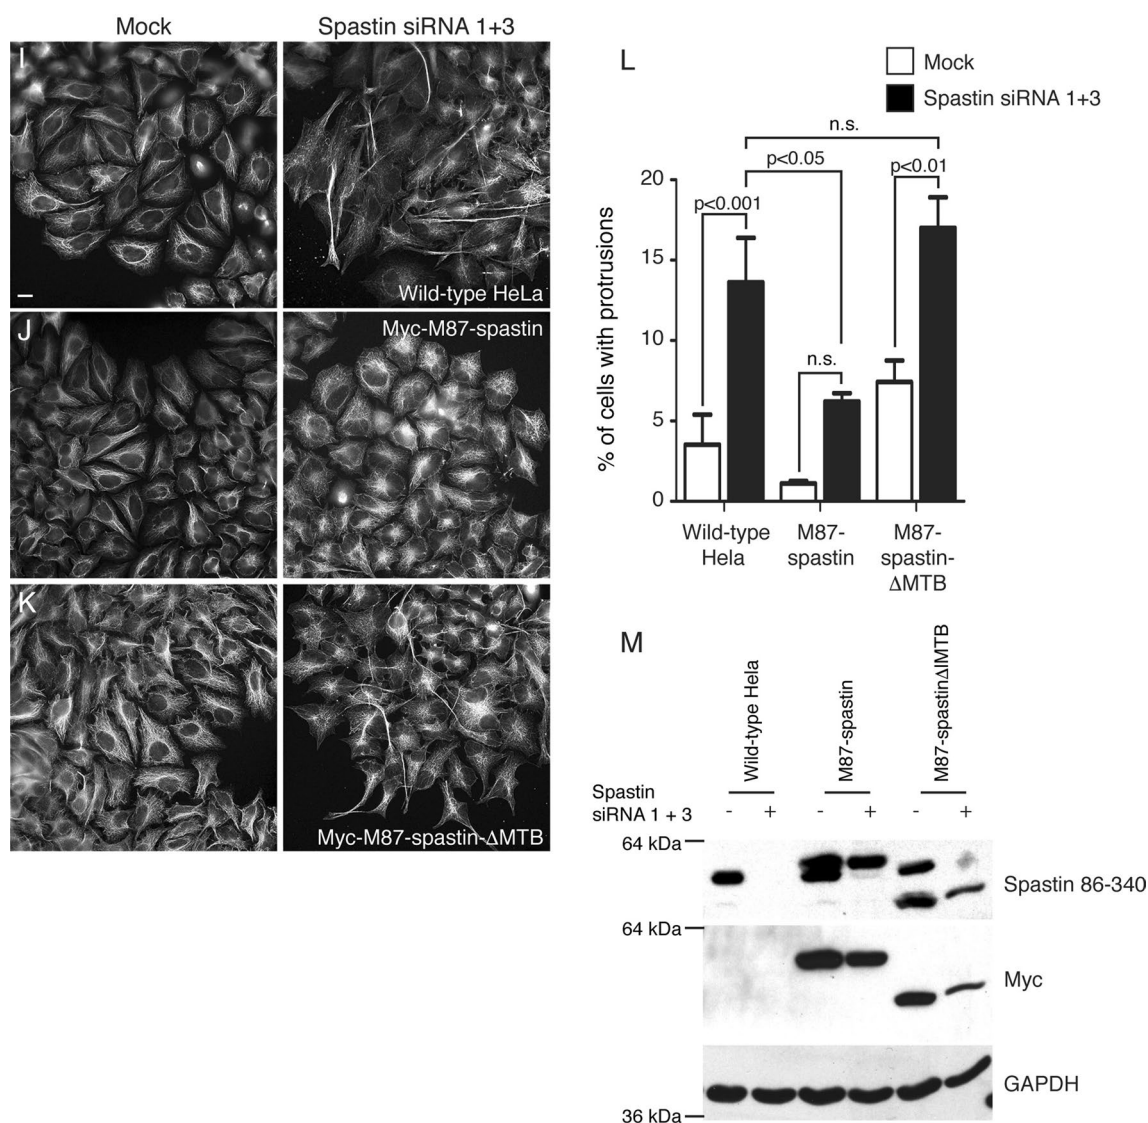 Mock
Spastin siRNA 1+3
I
Wild-type HeLa
J
Myc-M87-spastin
K
Myc-M87-spastin-ΔMTB
L
Mock
Spastin siRNA 1+3
n.s.
p<0.05
p<0.01
p<0.001
n.s.
% of cells with protrusions
20
15
10
5
0
Wild-type
Hela
M87-
spastin
M87-
spastin-
ΔMTB
M
Wild-type Hela
M87-spastin
M87-spastinΔIMTB
Spastin
siRNA 1 + 3
- + - + - +
64 kDa
Spastin 86-340
64 kDa
Myc
GAPDH
36 kDa